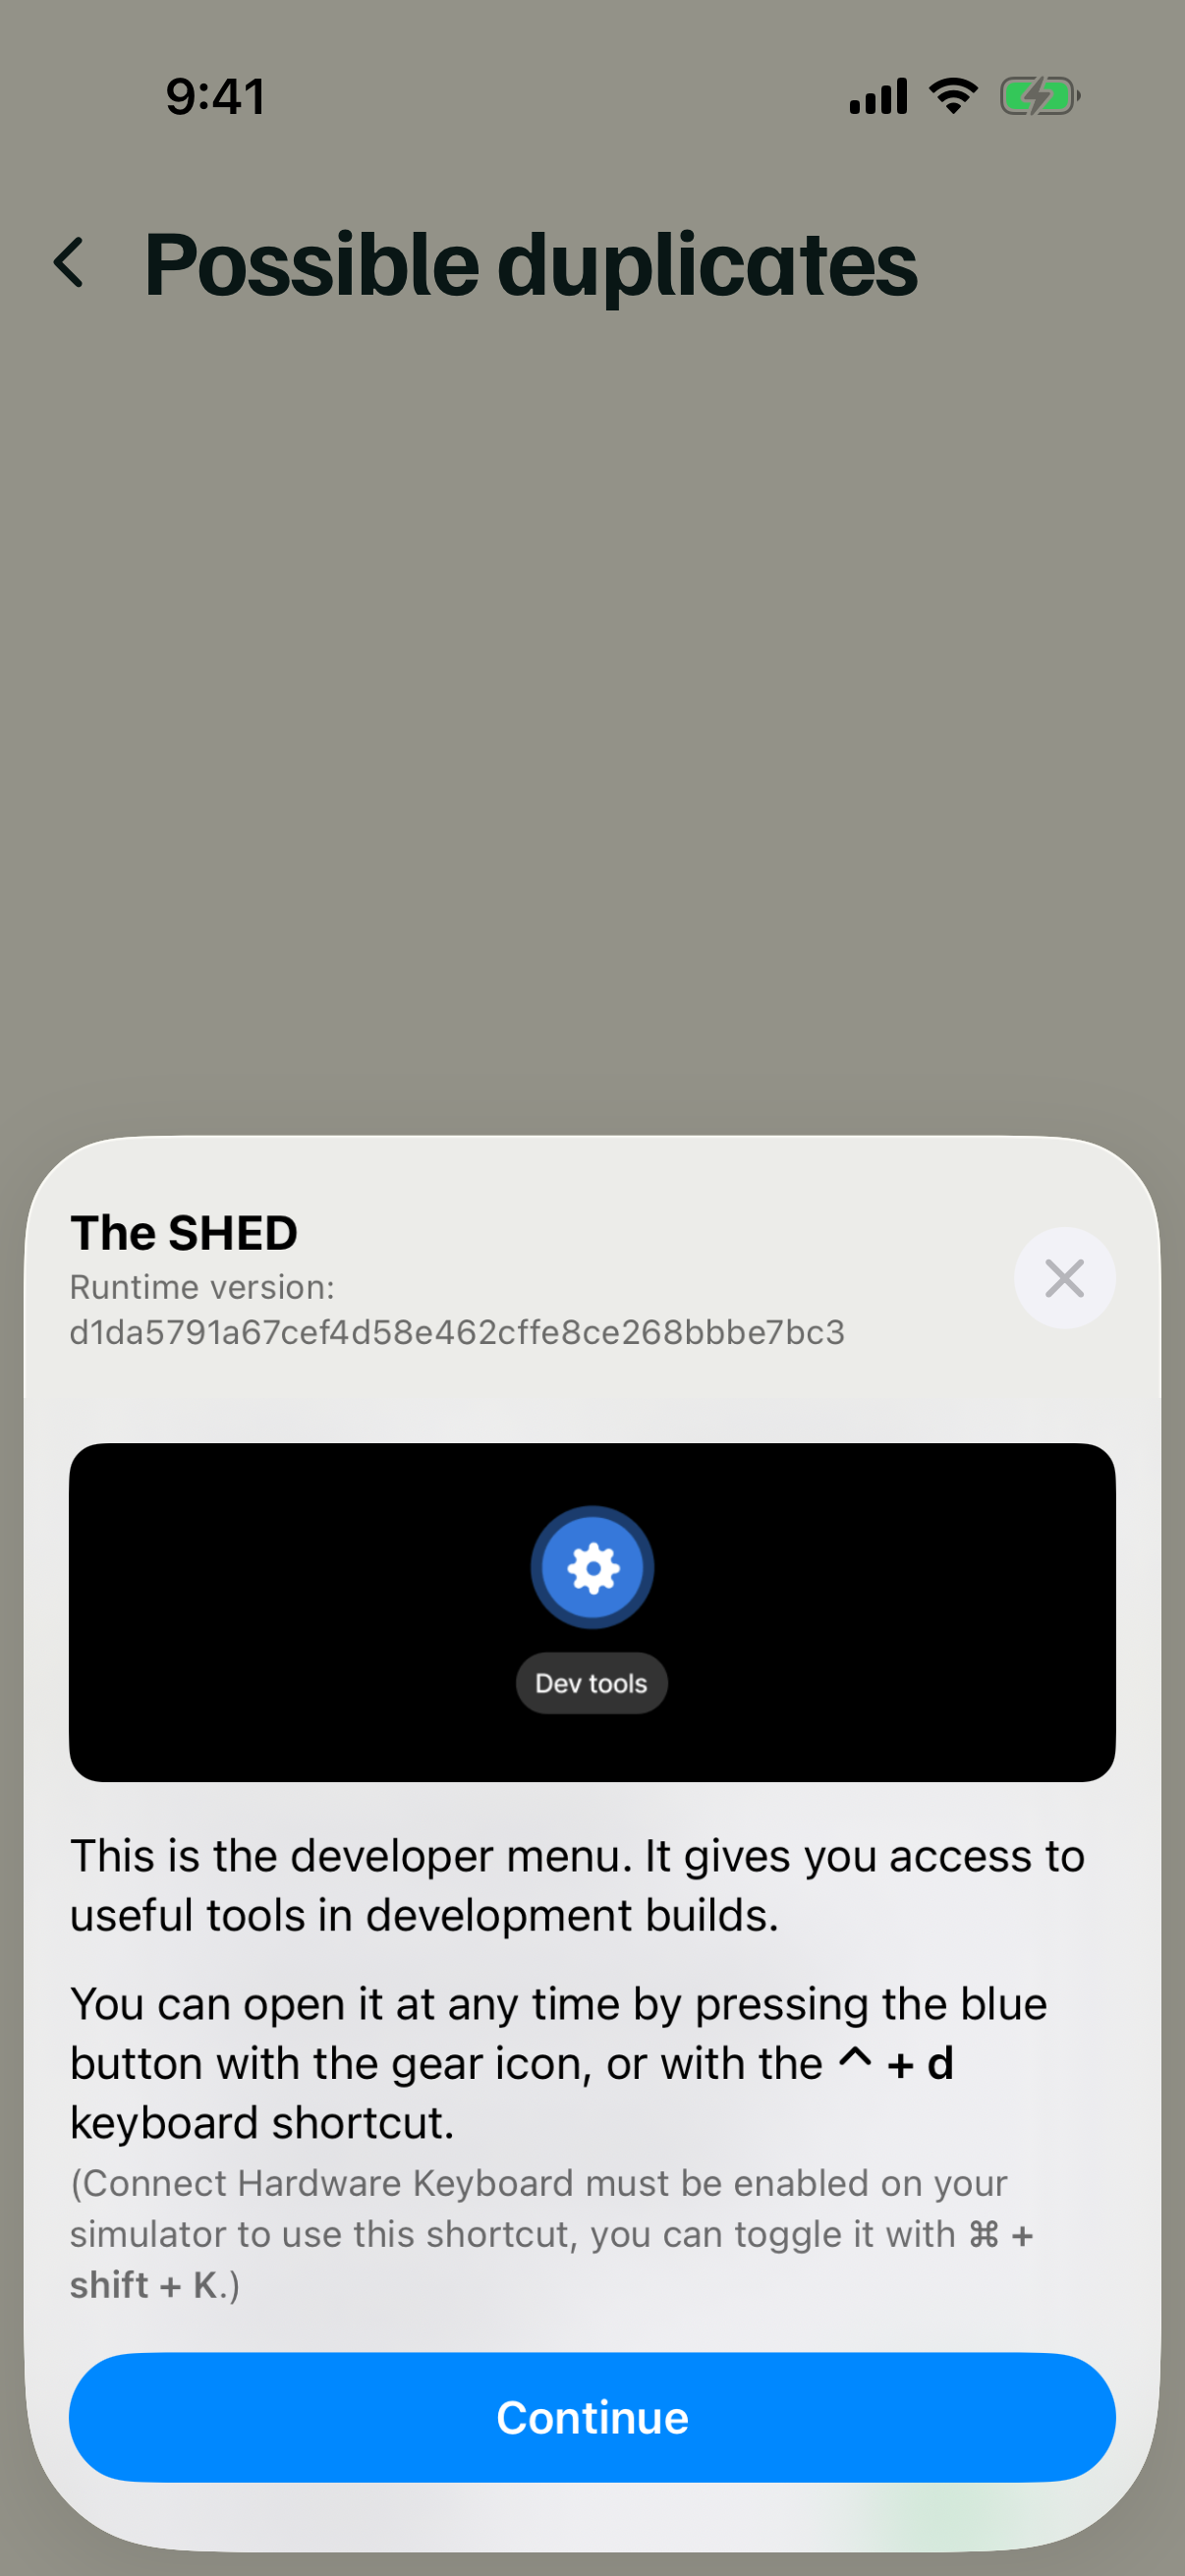 9:41
Possible duplicates
The SHED
Runtime version:
d1da5791a67cef4d58e462cffe8ce268bbbe7bc3
Dev tools
This is the developer menu. It gives you access to
useful tools in development builds.
You can open it at any time by pressing the blue
button with the gear icon, or with the ^ + d
keyboard shortcut.
(Connect Hardware Keyboard must be enabled on your
simulator to use this shortcut, you can toggle it with ⌘ +
shift + K.)
Continue